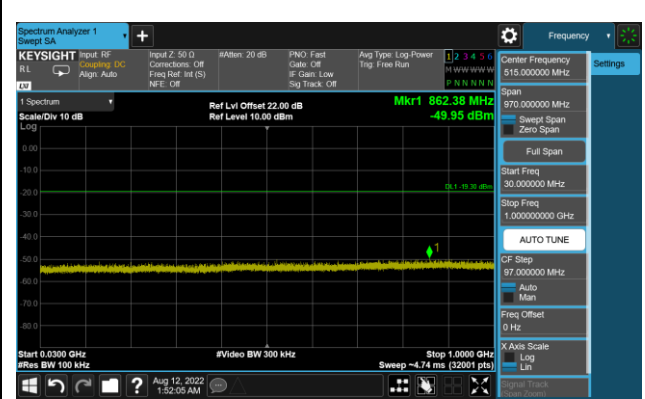 Spectrum Analyzer 1
Swept SA
Frequency
KEYSIGHT
RL
LXI
Input: RF
Coupling: DC
Align: Auto
Input Z: 50 Ω
Corrections: Off
Freq Ref: Int (S)
NFE: Off
#Atten: 20 dB
PNO: Fast
Gate: Off
IF Gain: Low
Sig Track: Off
Avg Type: Log-Power
Trig: Free Run
1 2 3 4 5 6
M W W W W W
P N N N N N
1 Spectrum
Scale/Div 10 dB
Log
Ref Lvl Offset 22.00 dB
Ref Level 10.00 dBm
Mkr1 862.38 MHz
-49.95 dBm
0.00
-10.0
-20.0
-30.0
-40.0
-50.0
-60.0
-70.0
-80.0
DL1 -19.30 dBm
1
Start 0.0300 GHz
#Res BW 100 kHz
#Video BW 300 kHz
Stop 1.0000 GHz
Sweep ~4.74 ms (32001 pts)
Aug 12, 2022
1:52:05 AM
?
Center Frequency
515.000000 MHz
Settings
Span
970.000000 MHz
Swept Span
Zero Span
Full Span
Start Freq
30.000000 MHz
Stop Freq
1.000000000 GHz
AUTO TUNE
CF Step
97.000000 MHz
Auto
Man
Freq Offset
0 Hz
X Axis Scale
Log
Lin
Signal Track
(Span Zoom)